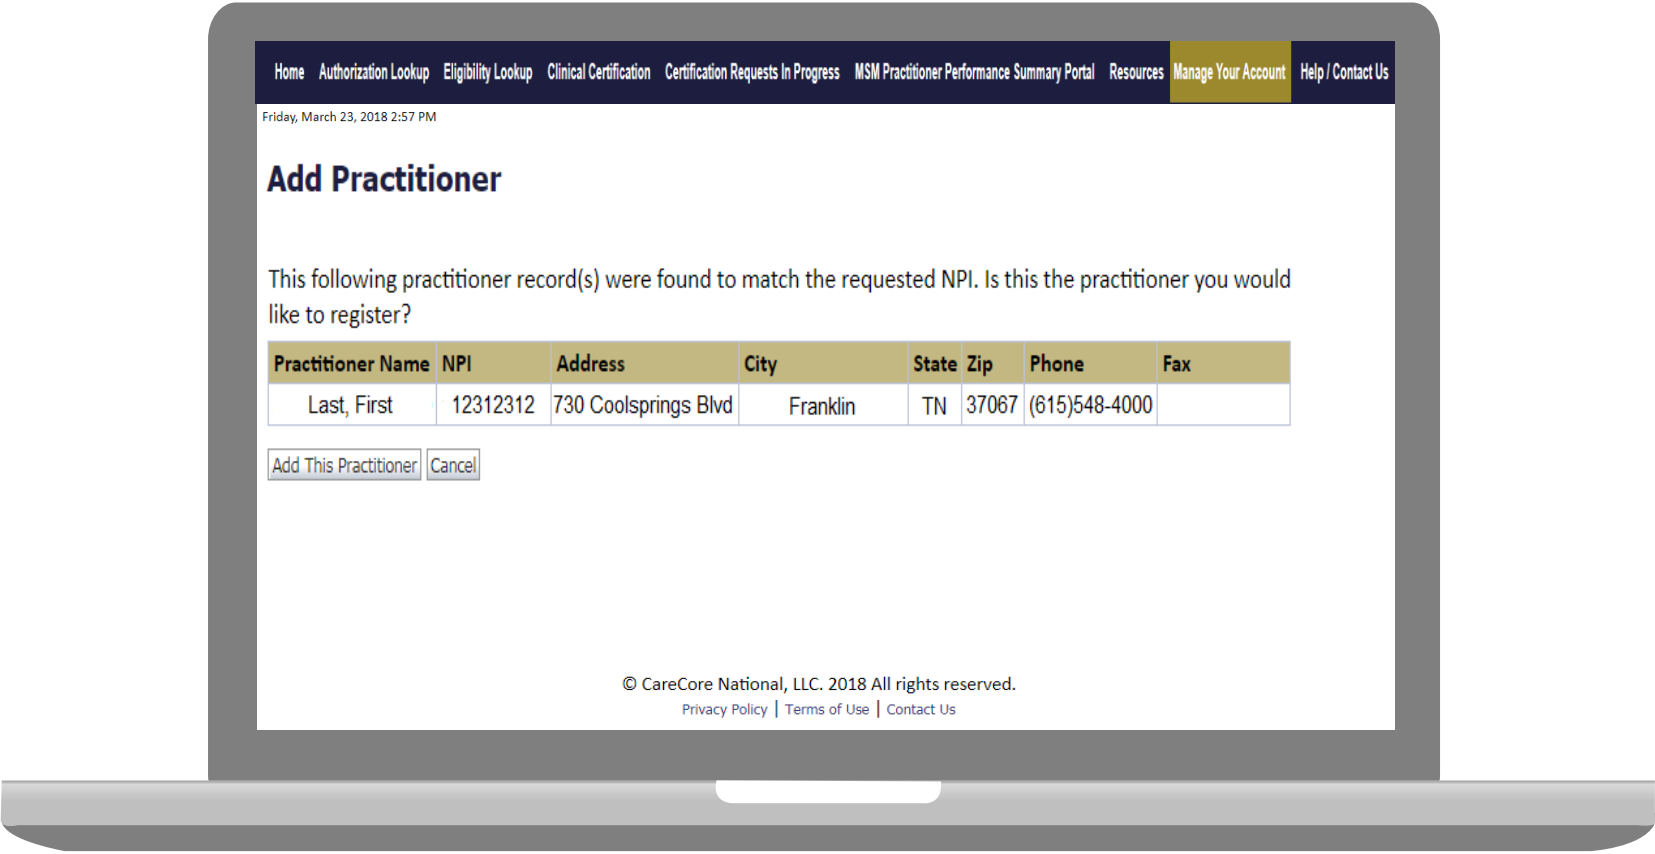 Home Authorization Lookup Eligibility Lookup Clinical Certification Certification Requests In Progress MSM Practitioner Performance Summary Portal Resources Manage Your Account Help / Contact Us
Friday, March 23, 2018 2:57 PM
Add Practitioner
This following practitioner record(s) were found to match the requested NPI. Is this the practitioner you would
like to register?
Practitioner Name NPI Address City State Zip Phone Fax
Last, First 12312312 730 Coolsprings Blvd Franklin TN 37067 (615)548-4000
Add This Practitioner Cancel
© CareCore National, LLC. 2018 All rights reserved.
Privacy Policy | Terms of Use | Contact Us